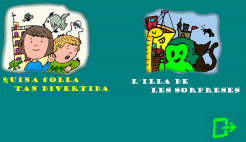 QUINA COLLA
TAN DIVERTIDA
L'ILLA DE
LES SORPRESES